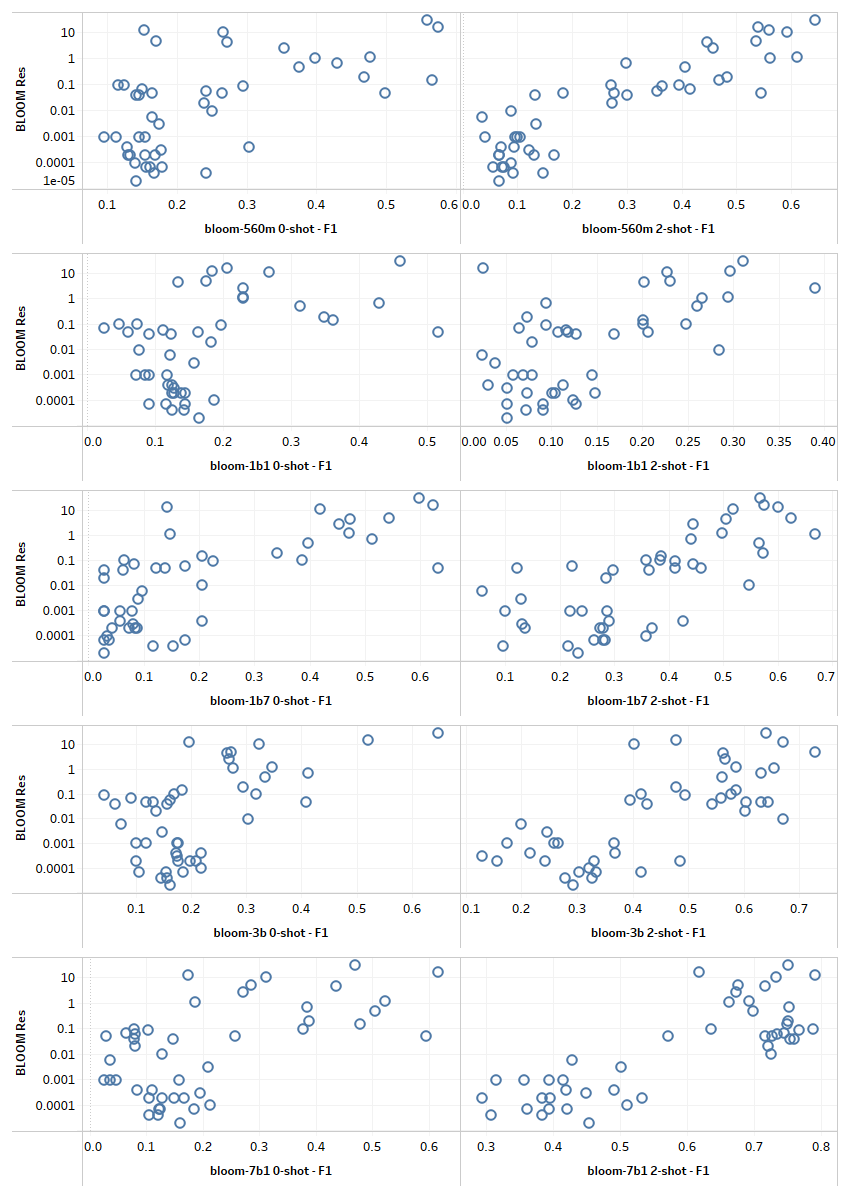 10
1
0.1
0.01
0.001
0.0001
1e-05
BLOOM Res
0.1 0.2 0.3 0.4 0.5 0.6 0.0 0.1 0.2 0.3 0.4 0.5 0.6
bloom-560m 0-shot - F1 bloom-560m 2-shot - F1
10
1
0.1
0.01
0.001
0.0001
BLOOM Res
0.0 0.1 0.2 0.3 0.4 0.5 0.00 0.05 0.10 0.15 0.20 0.25 0.30 0.35 0.40
bloom-1b1 0-shot - F1 bloom-1b1 2-shot - F1
10
1
0.1
0.01
0.001
0.0001
BLOOM Res
0.0 0.1 0.2 0.3 0.4 0.5 0.6 0.1 0.2 0.3 0.4 0.5 0.6 0.7
bloom-1b7 0-shot - F1 bloom-1b7 2-shot - F1
10
1
0.1
0.01
0.001
0.0001
BLOOM Res
0.1 0.2 0.3 0.4 0.5 0.6 0.1 0.2 0.3 0.4 0.5 0.6 0.7
bloom-3b 0-shot - F1 bloom-3b 2-shot - F1
10
1
0.1
0.01
0.001
0.0001
BLOOM Res
0.0 0.1 0.2 0.3 0.4 0.5 0.6 0.3 0.4 0.5 0.6 0.7 0.8
bloom-7b1 0-shot - F1 bloom-7b1 2-shot - F1